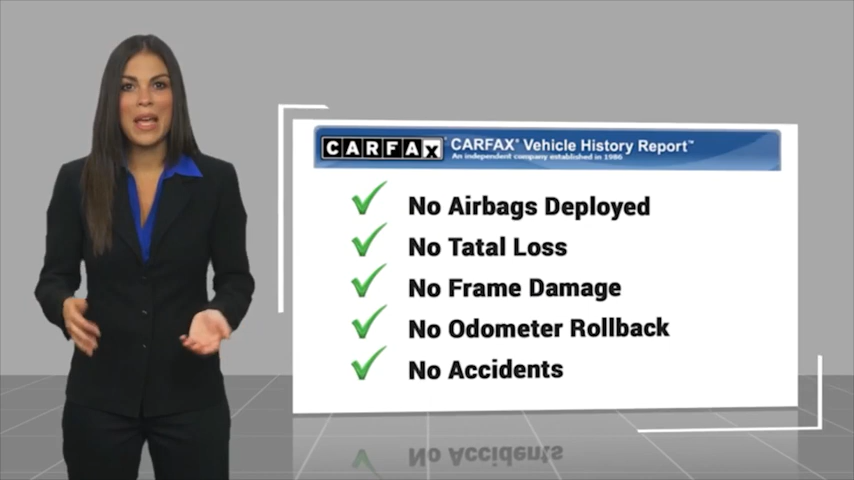 CARFAX CARFAX® Vehicle History Report™
An independent company established in 1986
No Airbags Deployed
No Tatal Loss
No Frame Damage
No Odometer Rollback
No Accidents
No Accidents